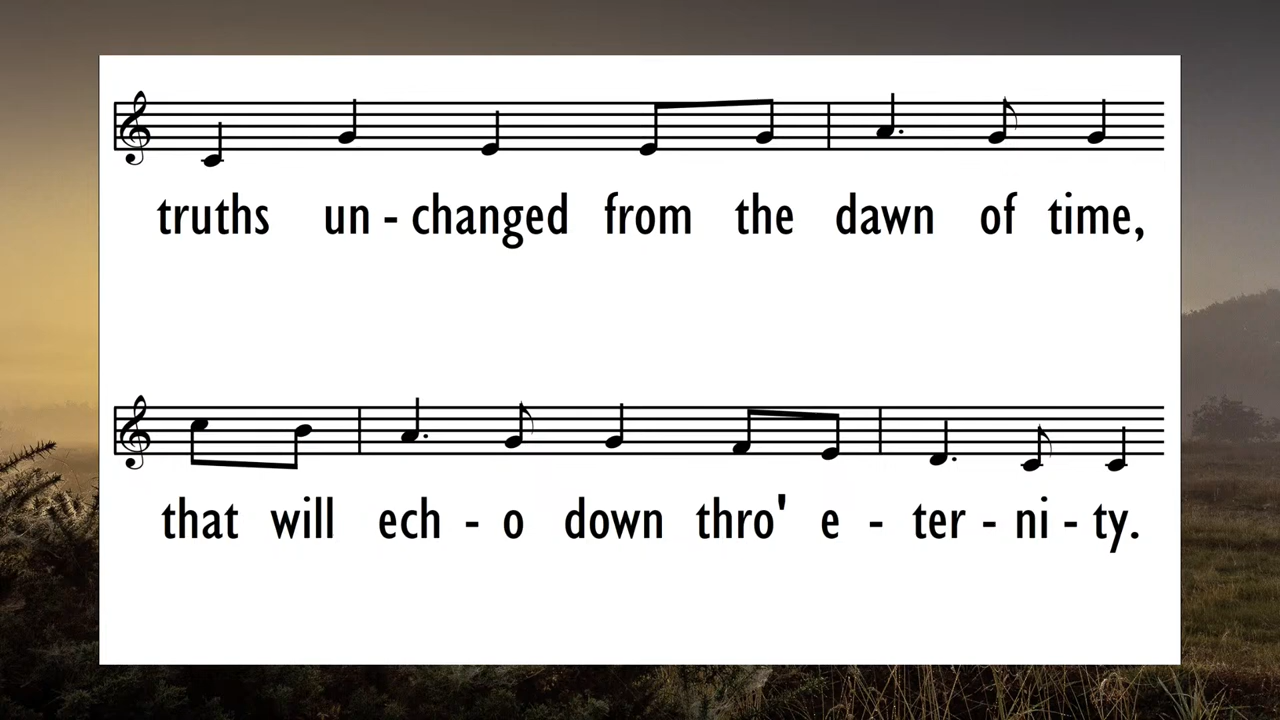 truths un - changed from the dawn of time,
that will ech - o down thro' e - ter - ni - ty.